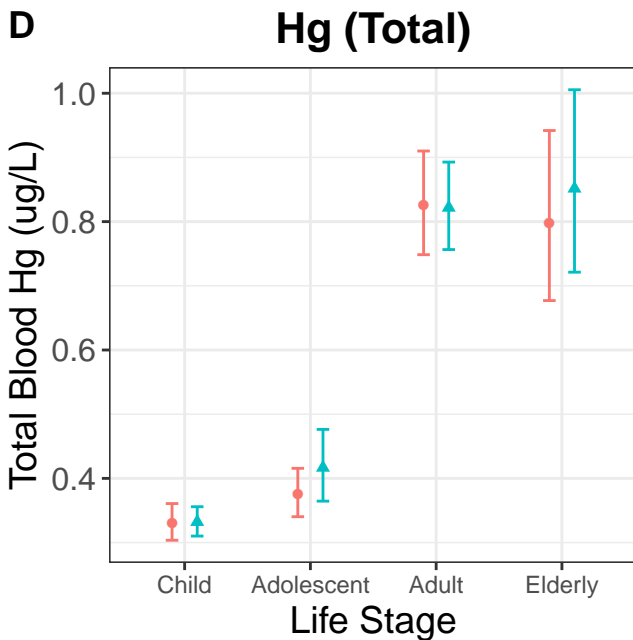 D
Hg (Total)
Total Blood Hg (ug/L)
1.0
0.8
0.6
0.4
Child Adolescent Adult Elderly
Life Stage